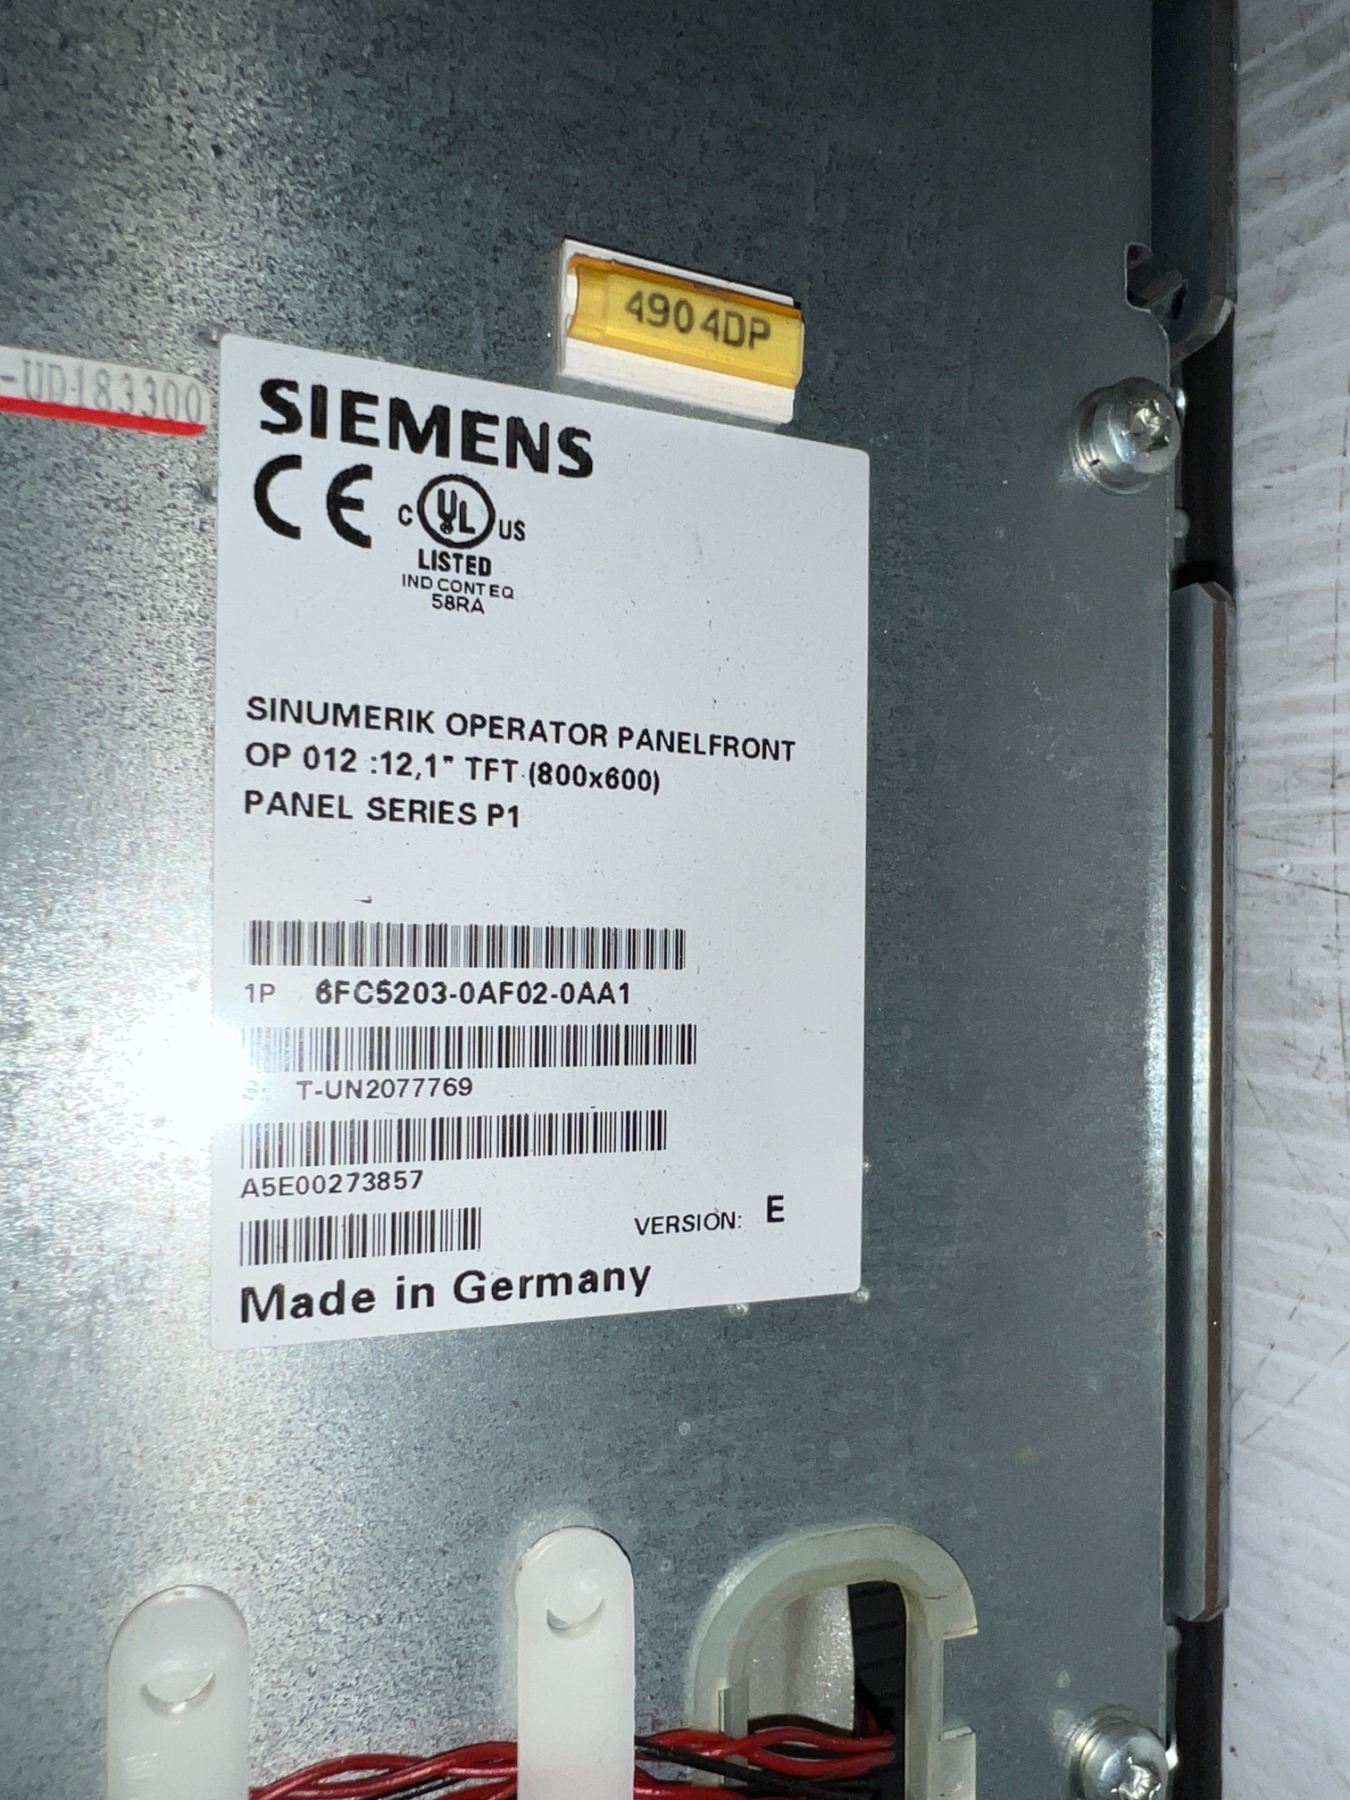 4904DP
-UD183300
SIEMENS
CE
C UL US
LISTED
IND CONT EQ
58RA
SINUMERIK OPERATOR PANELFRONT
OP 012 :12,1" TFT (800x600)
PANEL SERIES P1
1P 6FC5203-0AF02-0AA1
S T-UN2077769
A5E00273857
VERSION: E
Made in Germany